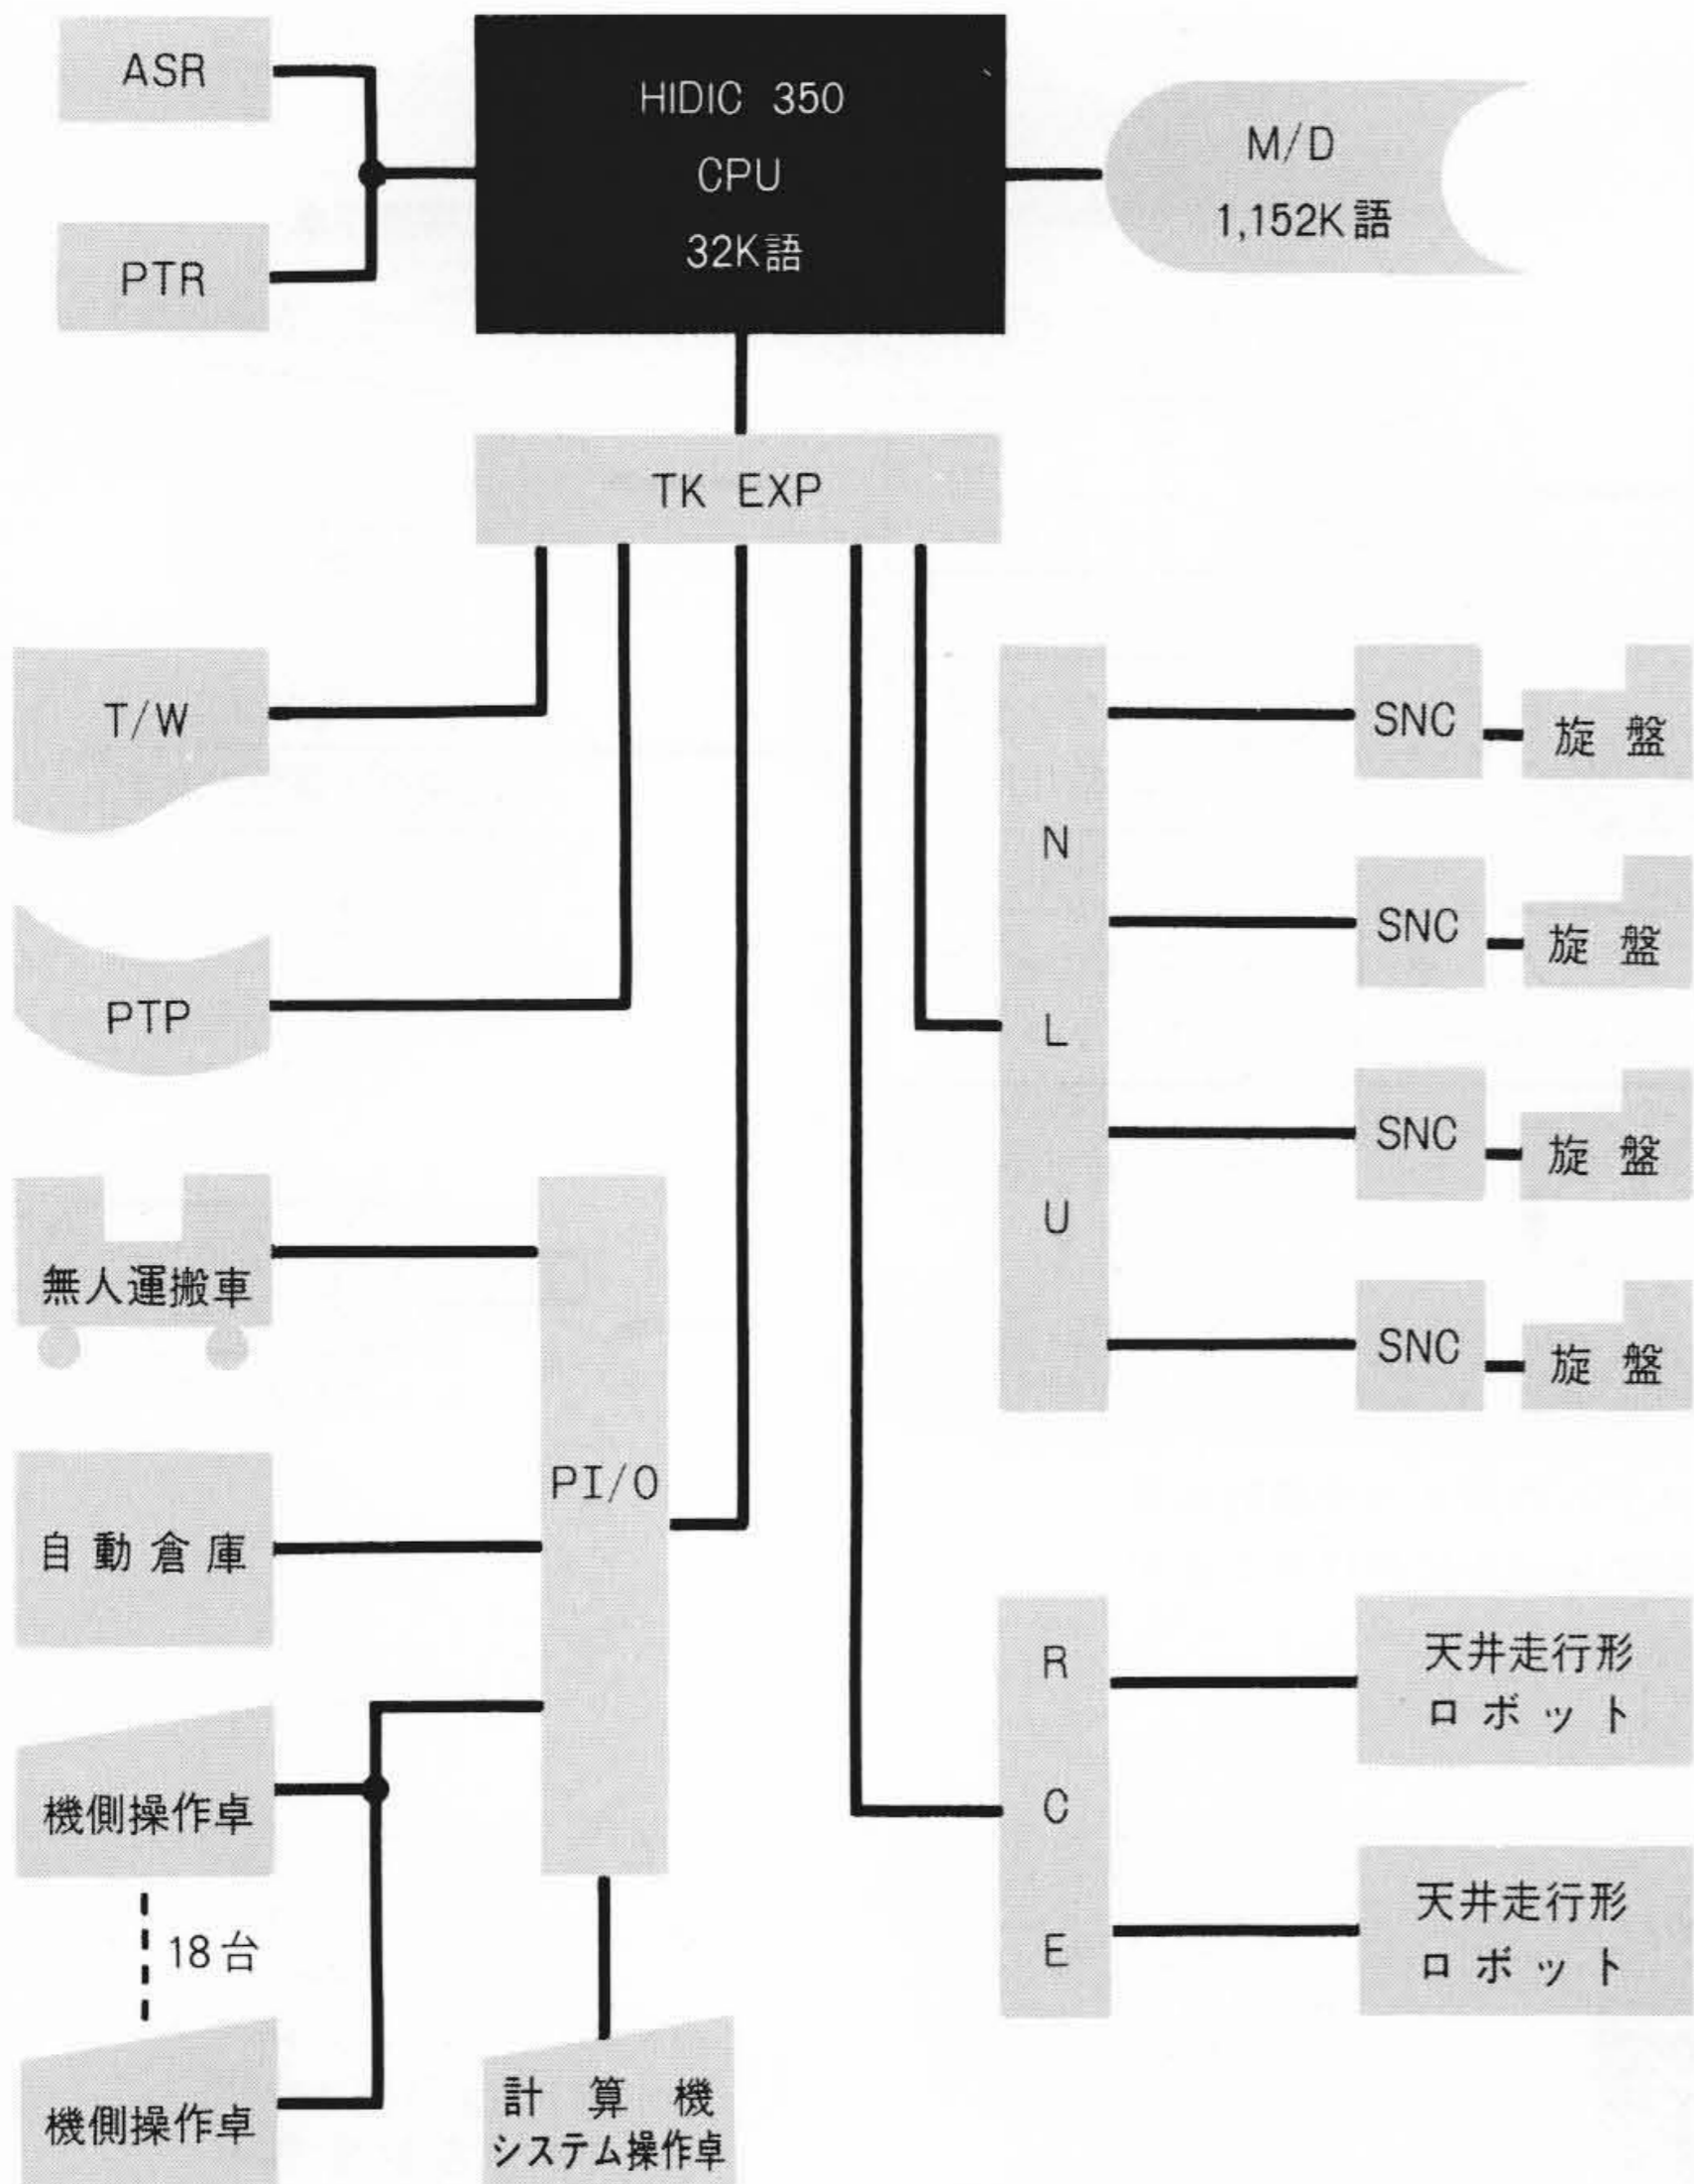 ASR
PTR
HIDIC 350
CPU
32K語
M/D
1,152K語
TK EXP
T/W
PTP
無人運搬車
自動倉庫
機側操作卓
18台
機側操作卓
PI/O
計算機
システム操作卓
N
L
U
SNC
旋盤
SNC
旋盤
SNC
旋盤
SNC
旋盤
R
C
E
天井走行形
ロボット
天井走行形
ロボット